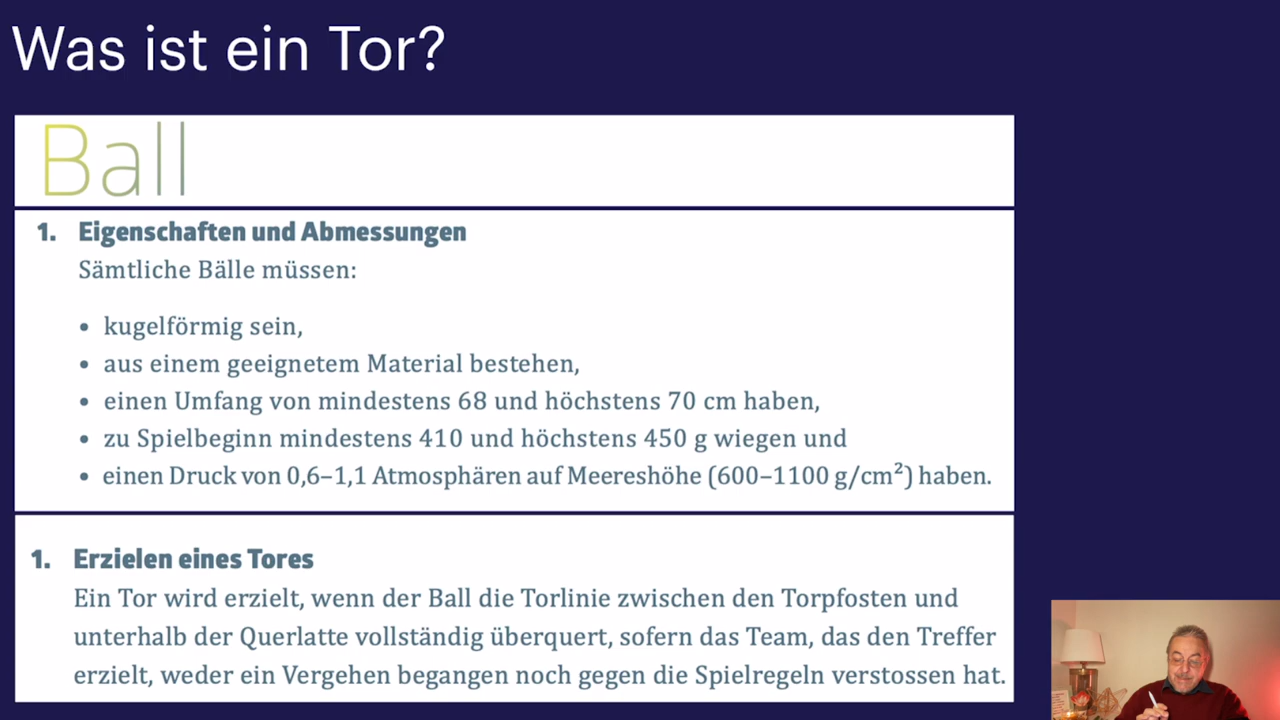 Was ist ein Tor?
Ball
1. Eigenschaften und Abmessungen
Sämtliche Bälle müssen:
• kugelförmig sein,
• aus einem geeignetem Material bestehen,
• einen Umfang von mindestens 68 und höchstens 70 cm haben,
• zu Spielbeginn mindestens 410 und höchstens 450 g wiegen und
• einen Druck von 0,6–1,1 Atmosphären auf Meereshöhe (600–1100 g/cm²) haben.
1. Erzielen eines Tores
Ein Tor wird erzielt, wenn der Ball die Torlinie zwischen den Torpfosten und
unterhalb der Querlatte vollständig überquert, sofern das Team, das den Treffer
erzielt, weder ein Vergehen begangen noch gegen die Spielregeln verstossen hat.